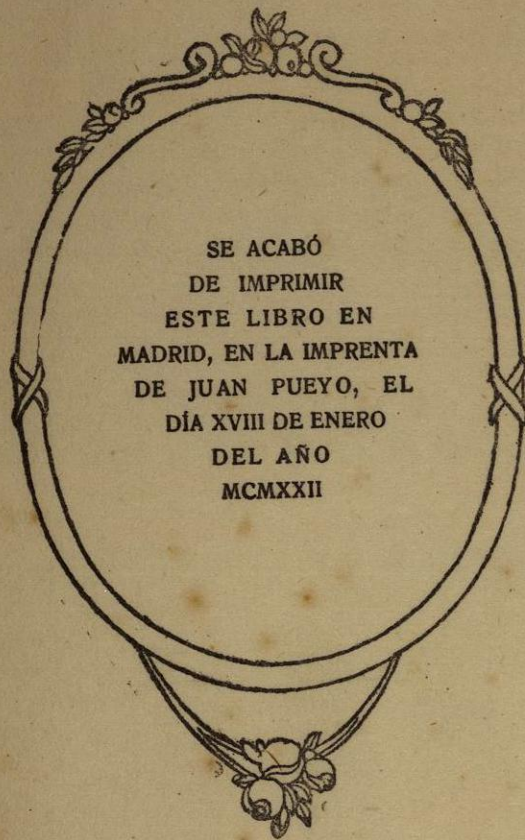 SE ACABÓ
DE IMPRIMIR
ESTE LIBRO EN
MADRID, EN LA IMPRENTA
DE JUAN PUEYO, EL
DÍA XVIII DE ENERO
DEL AÑO
MCMXXII